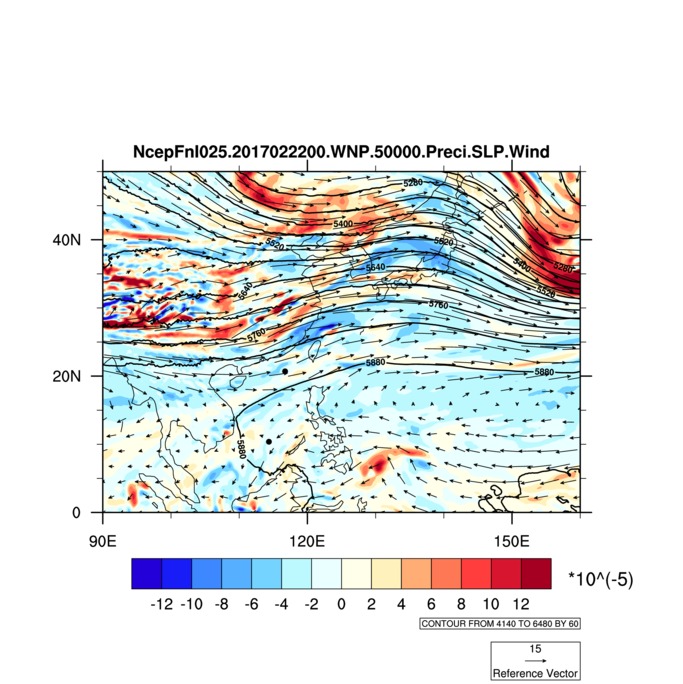 NcepFnl025.2017022200.WNP.50000.Preci.SLP.Wind
5280
5400
5520
5520
40N
5640
5640
5400
5280
5520
5760
5760
5880
5880
20N
5880
0
90E 120E 150E
-12 -10 -8 -6 -4 -2 0 2 4 6 8 10 12
*10^(-5)
CONTOUR FROM 4140 TO 6480 BY 60
15
Reference Vector